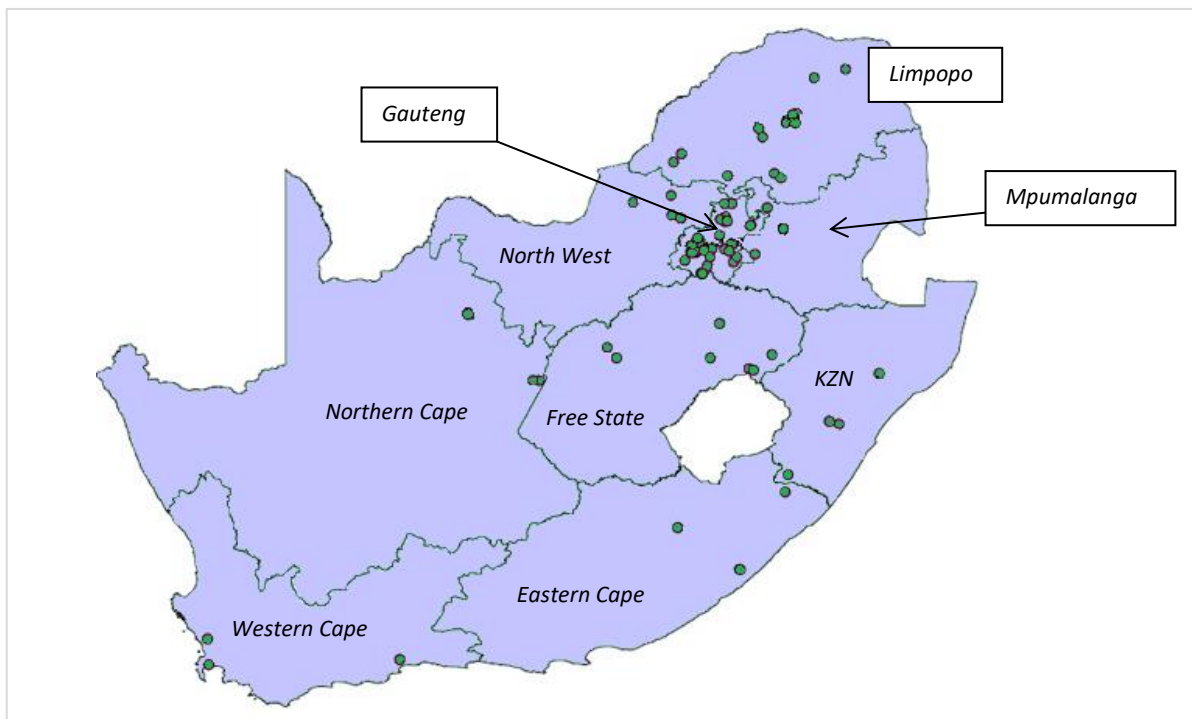 Limpopo
Gauteng
Mpumalanga
North West
KZN
Northern Cape
Free State
Eastern Cape
Western Cape